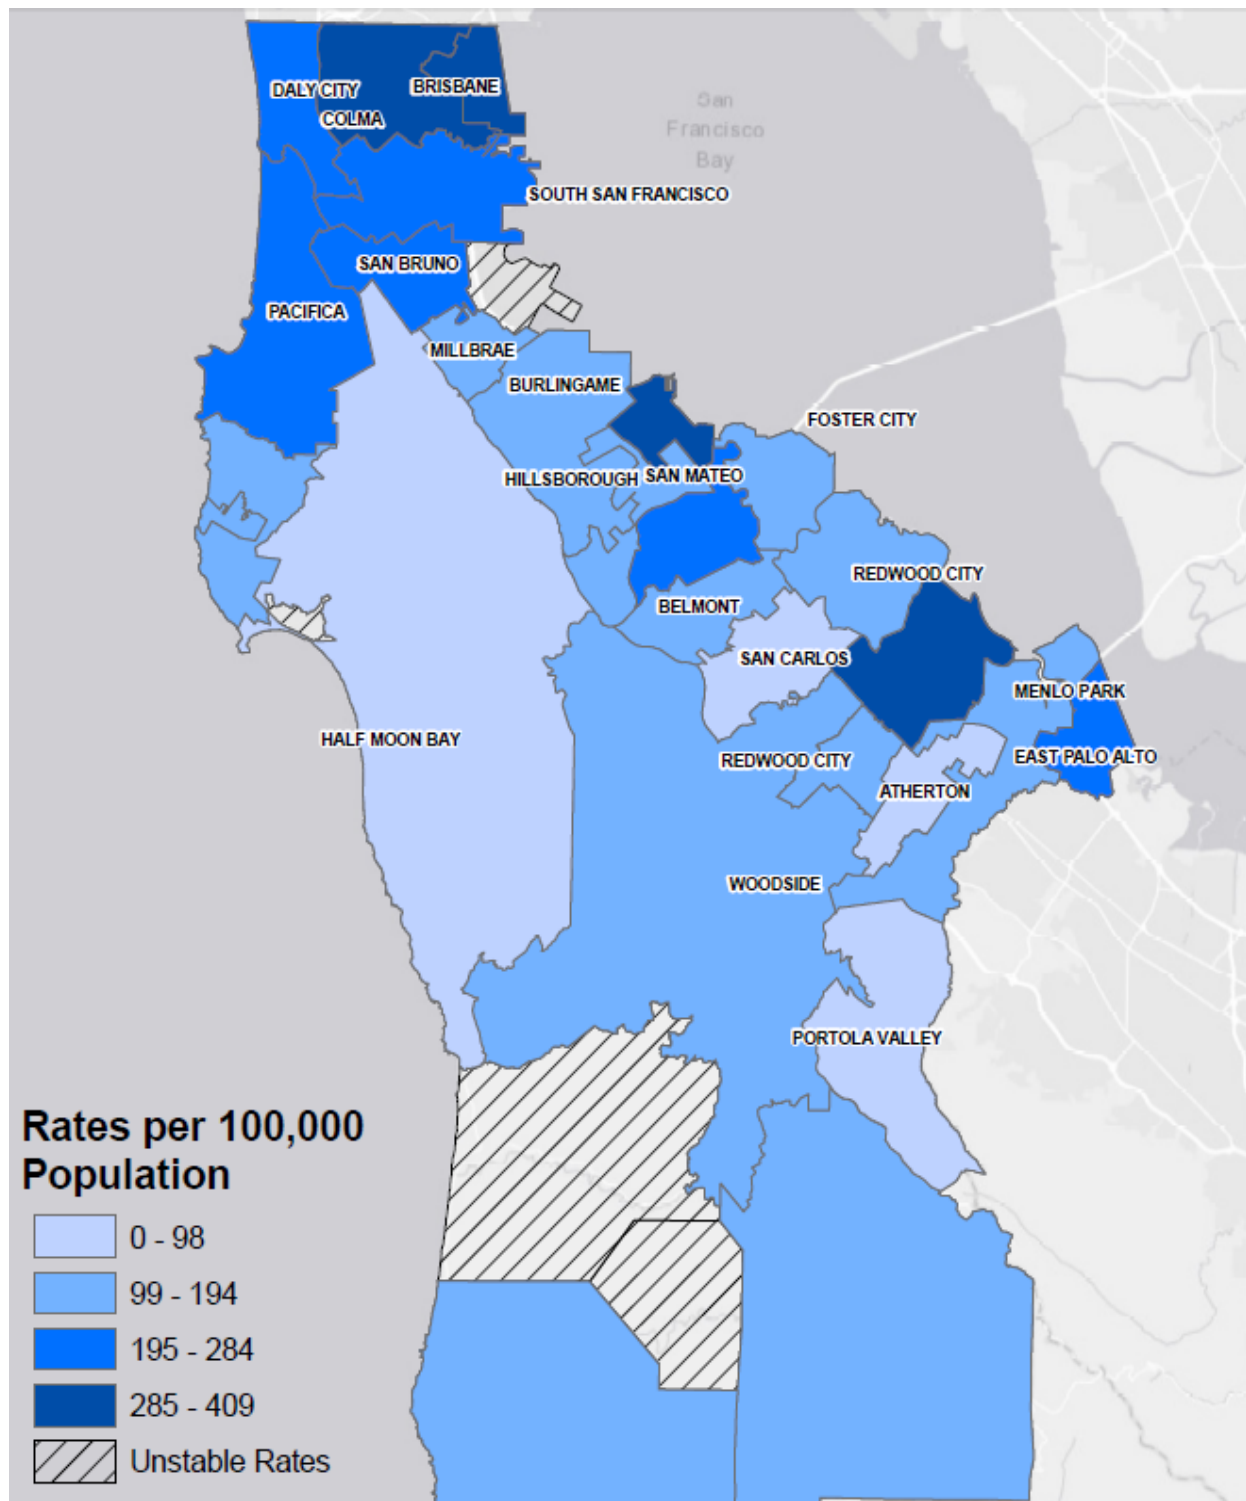 DALY CITY
BRISBANE
COLMA
San
Francisco
Bay
SOUTH SAN FRANCISCO
SAN BRUNO
PACIFICA
MILLBRAE
BURLINGAME
FOSTER CITY
HILLSBOROUGH
SAN MATEO
REDWOOD CITY
BELMONT
SAN CARLOS
MENLO PARK
HALF MOON BAY
REDWOOD CITY
EAST PALO ALTO
ATHERTON
WOODSIDE
PORTOLA VALLEY
Rates per 100,000
Population
0 - 98
99 - 194
195 - 284
285 - 409
Unstable Rates